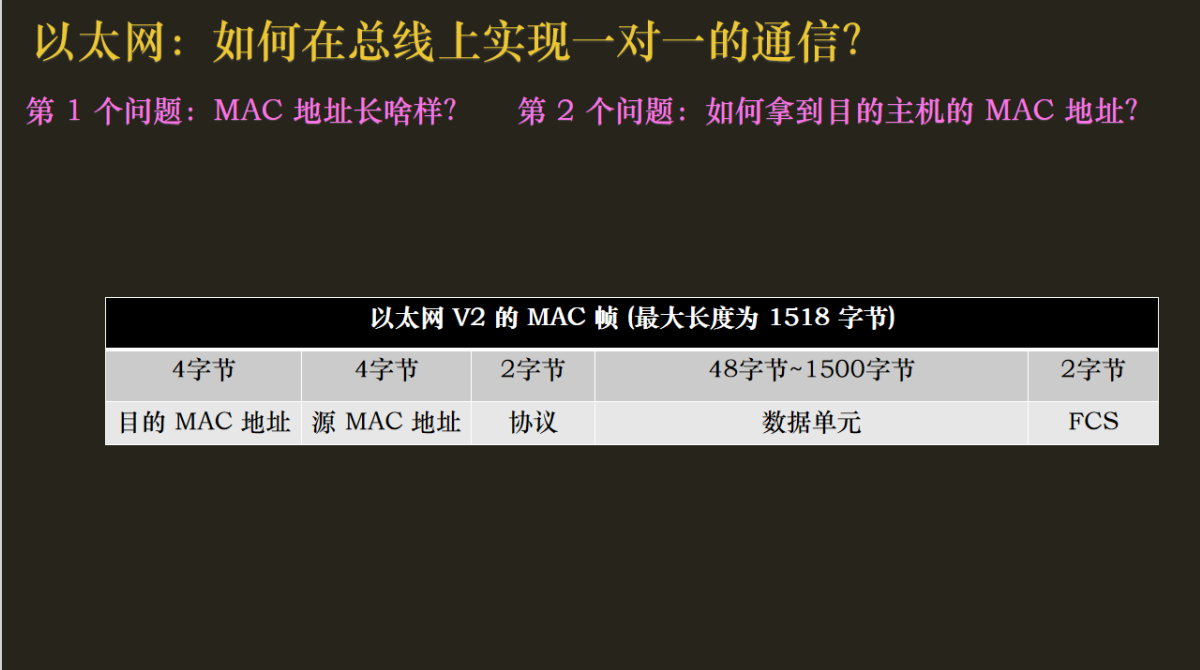 以太网：如何在总线上实现一对一的通信？
第 1 个问题：MAC 地址长啥样？ 第 2 个问题：如何拿到目的主机的 MAC 地址？
以太网 V2 的 MAC 帧 (最大长度为 1518 字节)
4字节 4字节 2字节 48字节~1500字节 2字节
目的 MAC 地址 源 MAC 地址 协议 数据单元 FCS